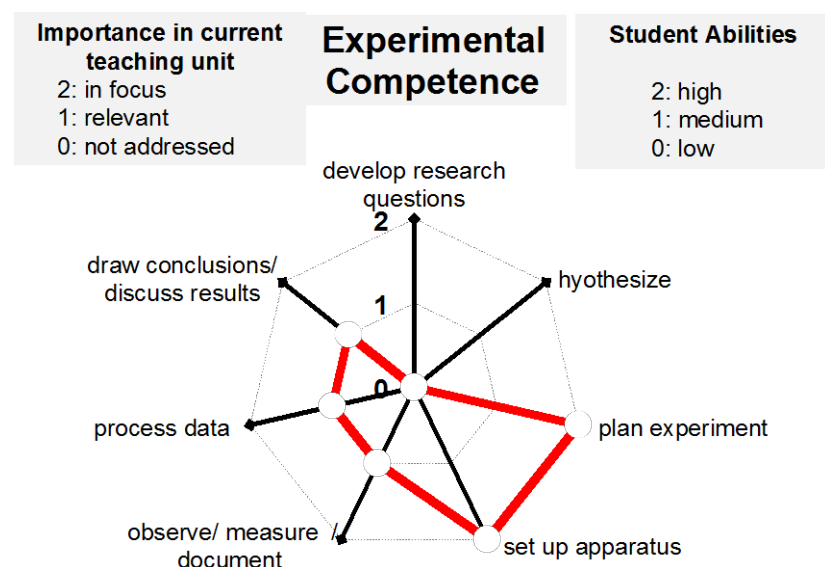 Importance in current
teaching unit
2: in focus
1: relevant
0: not addressed
Experimental
Competence
Student Abilities
2: high
1: medium
0: low
develop research
questions
2
draw conclusions/
discuss results
hyothesize
1
0
process data
plan experiment
observe/ measure /
document
set up apparatus